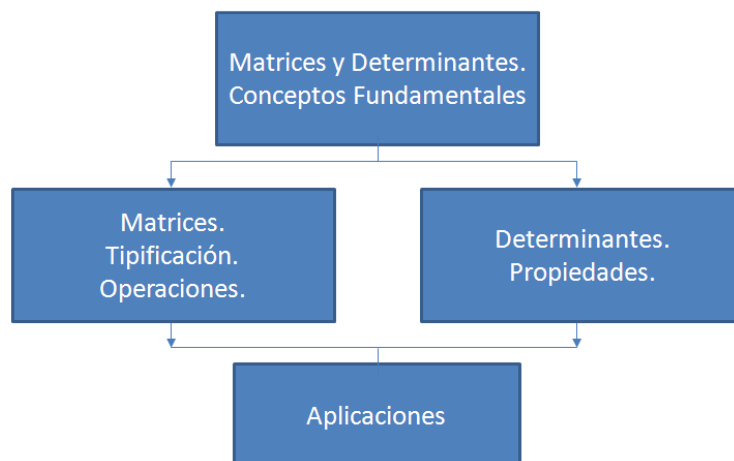 Matrices y Determinantes.
Conceptos Fundamentales
Matrices.
Tipificación.
Operaciones.
Determinantes.
Propiedades.
Aplicaciones